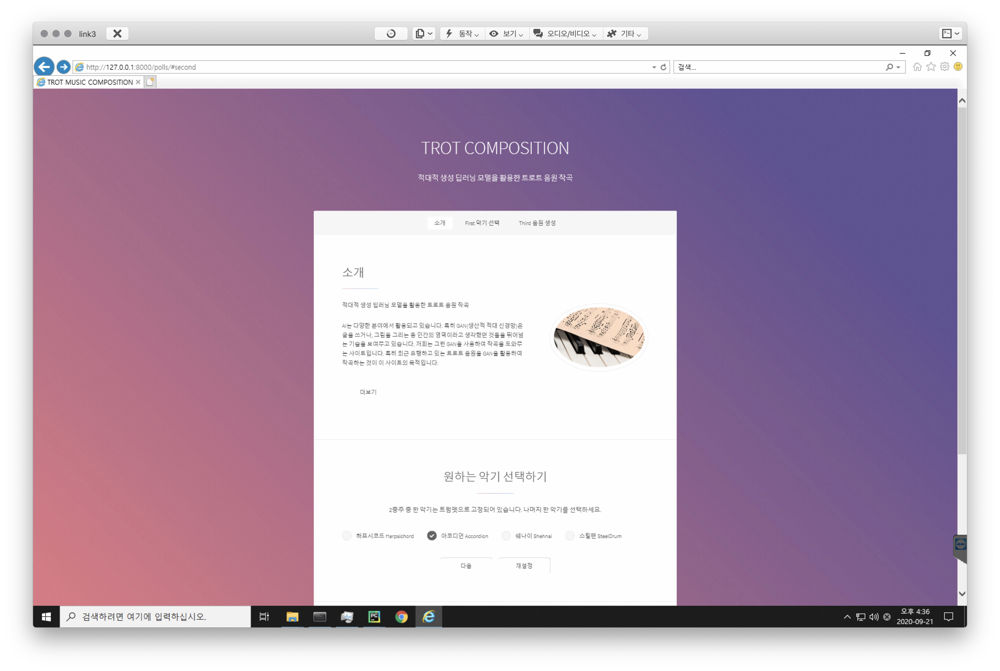 link3
동작
보기
오디오/비디오
기타
http://127.0.0.1:8000/polls/#second
검색...
TROT MUSIC COMPOSITION
TROT COMPOSITION
적대적 생성 딥러닝 모델을 활용한 트로트 음원 작곡
소개
First 악기 선택
Third 음원 생성
소개
적대적 생성 딥러닝 모델을 활용한 트로트 음원 작곡
AI는 다양한 분야에서 활용되고 있습니다. 특히 GAN(생산적 적대 신경망)은
글을 쓰거나, 그림을 그리는 등 인간의 영역이라고 생각했던 것들을 뛰어넘
는 기술을 보여주고 있습니다. 저희는 그런 GAN을 사용하여 작곡을 도와주
는 사이트입니다. 특히 최근 유행하고 있는 트로트 음원을 GAN을 활용하여
작곡하는 것이 이 사이트의 목적입니다.
더보기
원하는 악기 선택하기
2중주 중 한 악기는 트럼펫으로 고정되어 있습니다. 나머지 한 악기를 선택하세요.
하프시코드 Harpsichord
아코디언 Accordion
쉐나이 Shehnai
스틸팬 SteelDrum
다음
재설정
검색하려면 여기에 입력하십시오.
PC
오후 4:36
2020-09-21